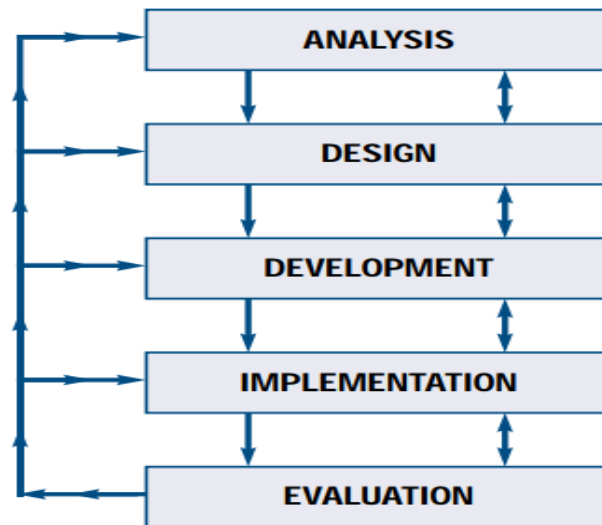 ANALYSIS
DESIGN
DEVELOPMENT
IMPLEMENTATION
EVALUATION